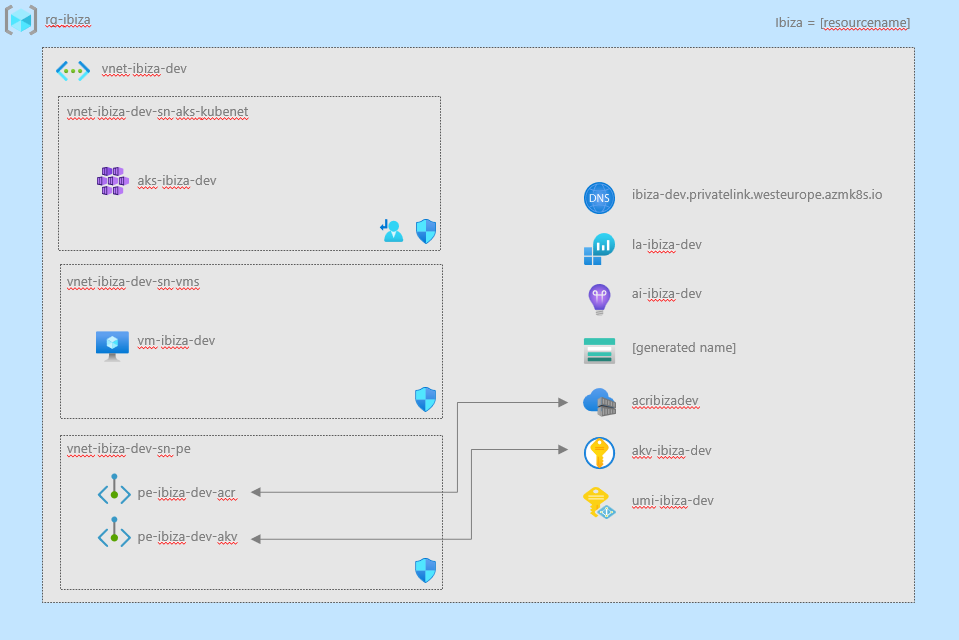 rg-ibiza
Ibiza = [resourcename]
vnet-ibiza-dev
vnet-ibiza-dev-sn-aks-kubenet
aks-ibiza-dev
vnet-ibiza-dev-sn-vms
vm-ibiza-dev
vnet-ibiza-dev-sn-pe
pe-ibiza-dev-acr
pe-ibiza-dev-akv
DNS
ibiza-dev.privatelink.westeurope.azmk8s.io
la-ibiza-dev
ai-ibiza-dev
[generated name]
acribizadev
akv-ibiza-dev
umi-ibiza-dev